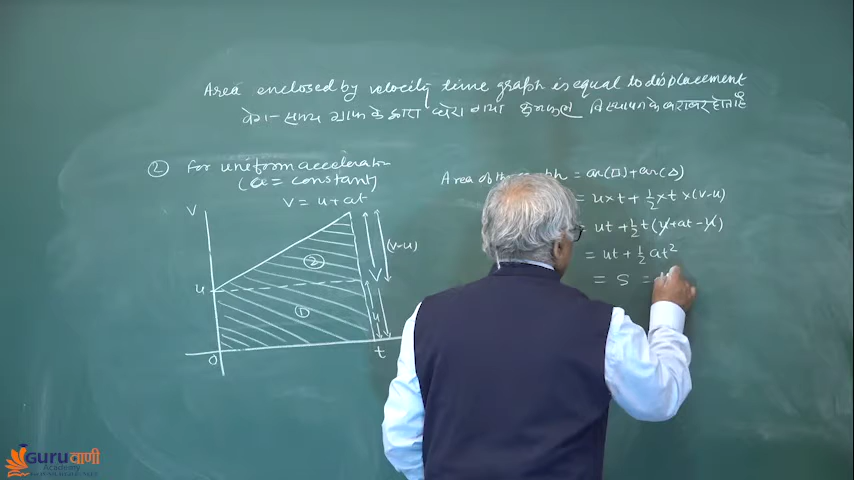 Area enclosed by velocity time graph is equal to displacement
वेग-समय ग्राफ के द्वारा घेरा गया क्षेत्रफल विस्थापन के बराबर होता है
② For uniform acceleration
(a = constant)
v = u + at
Area of the = ar(□) + ar(△)
= u×t + 1/2 × t × (v-u)
= ut + 1/2 t (u+at-u)
= ut + 1/2 at²
= S =
v
u
②
①
(v-u)
V
u
0
t
Guruवाणी
Academy